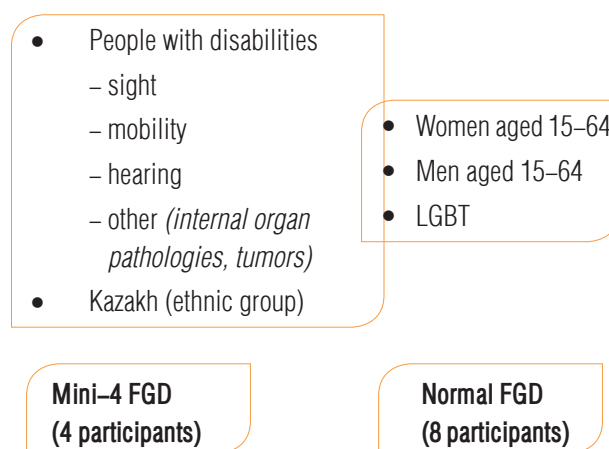 ● People with disabilities
– sight
– mobility
– hearing
– other (internal organ
pathologies, tumors)
● Kazakh (ethnic group)
● Women aged 15–64
● Men aged 15–64
● LGBT
Mini–4 FGD
(4 participants)
Normal FGD
(8 participants)